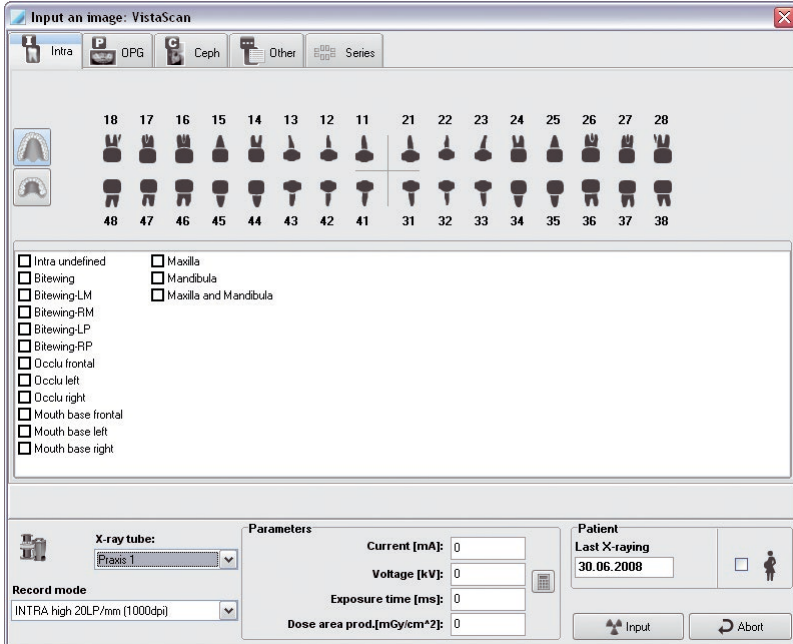 Input an image: VistaScan
I Intra P OPG C Ceph Other Series
18 17 16 15 14 13 12 11 21 22 23 24 25 26 27 28
48 47 46 45 44 43 42 41 31 32 33 34 35 36 37 38
Intra undefined
Bitewing
Bitewing-LM
Bitewing-RM
Bitewing-LP
Bitewing-RP
Occlu frontal
Occlu left
Occlu right
Mouth base frontal
Mouth base left
Mouth base right
Maxilla
Mandibula
Maxilla and Mandibula
X-ray tube:
Praxis 1
Record mode
INTRA high 20LP/mm (1000dpi)
Parameters
Current [mA]: 0
Voltage [kV]: 0
Exposure time [ms]: 0
Dose area prod.[mGy/cm^2]: 0
Patient
Last X-raying
30.06.2008
Input Abort